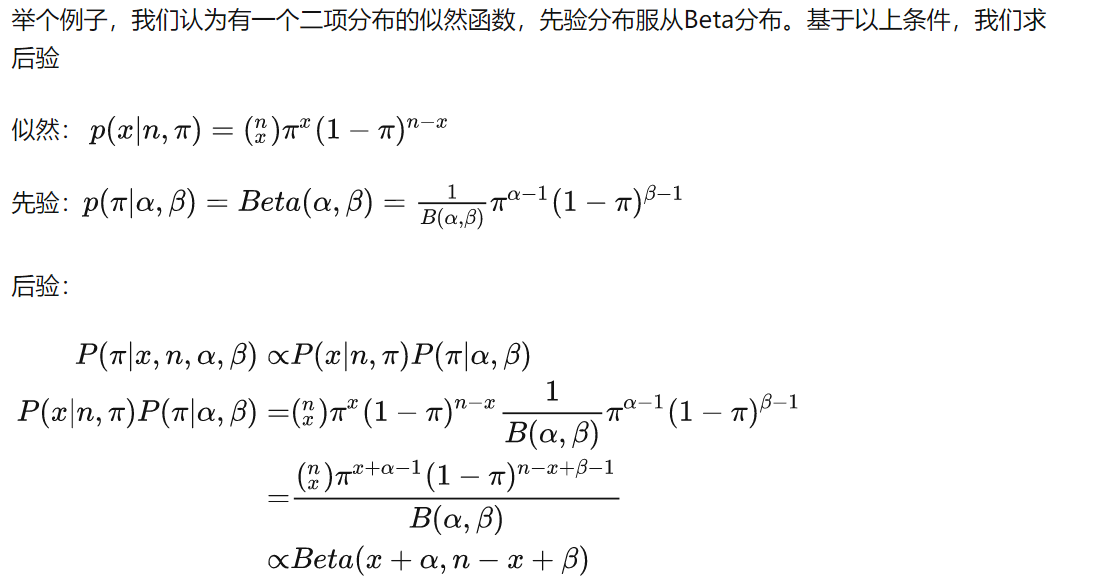 举个例子，我们认为有一个二项分布的似然函数，先验分布服从Beta分布。基于以上条件，我们求
后验
似然： $p(x|n,\pi) = \binom{n}{x}\pi^x(1-\pi)^{n-x}$
先验：$p(\pi|\alpha,\beta) = Beta(\alpha,\beta) = \frac{1}{B(\alpha,\beta)}\pi^{\alpha-1}(1-\pi)^{\beta-1}$
后验：
$P(\pi|x,n,\alpha,\beta) \propto P(x|n,\pi)P(\pi|\alpha,\beta)$
$P(x|n,\pi)P(\pi|\alpha,\beta) = \binom{n}{x}\pi^x(1-\pi)^{n-x}\frac{1}{B(\alpha,\beta)}\pi^{\alpha-1}(1-\pi)^{\beta-1}$
$= \frac{\binom{n}{x}\pi^{x+\alpha-1}(1-\pi)^{n-x+\beta-1}}{B(\alpha,\beta)}$
$\propto Beta(x+\alpha,n-x+\beta)$